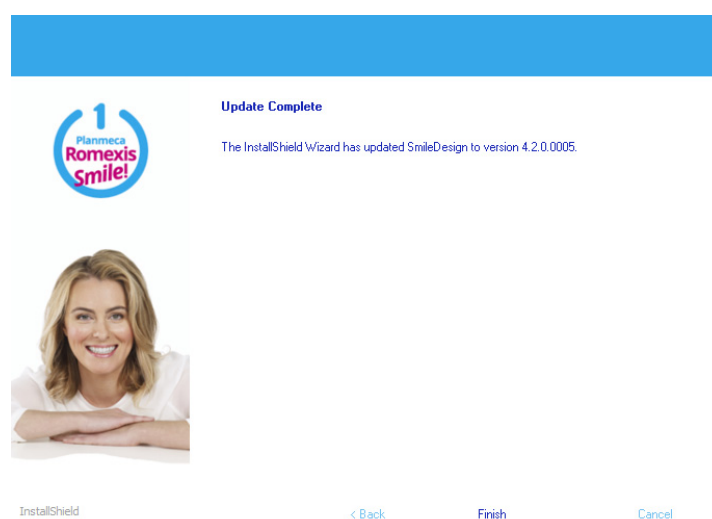 1
Planmeca
Romexis
Smile!
Update Complete
The InstallShield Wizard has updated SmileDesign to version 4.2.0.0005.
InstallShield
< Back
Finish
Cancel